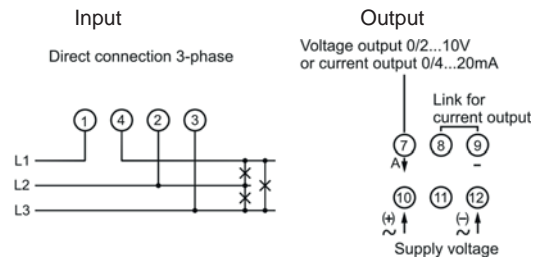 Input
Output
Direct connection 3-phase
Voltage output 0/2...10V
or current output 0/4...20mA
Link for
current output
1 4 2 3
7 8 9
A –
L1
L2
L3
10 11 12
(+) (–)
~ ~
Supply voltage